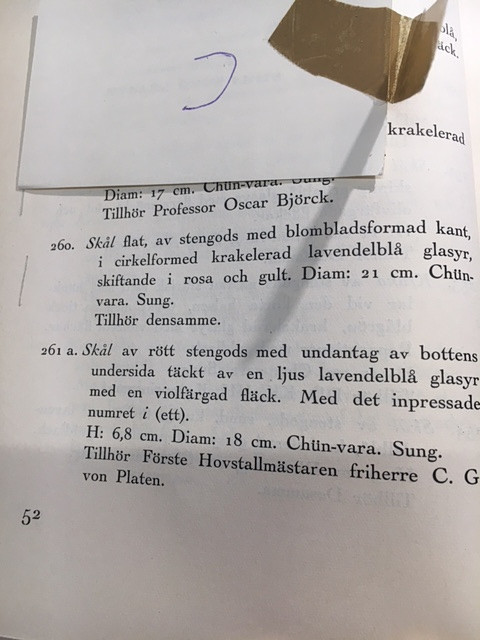 blå,
äck.
krakelerad
Diam: 17 cm. Chün-vara. Sung.
Tillhör Professor Oscar Björck.
260. Skål flat, av stengods med blombladsformad kant,
i cirkelformed krakelerad lavendelblå glasyr,
skiftande i rosa och gult. Diam: 21 cm. Chün-
vara. Sung.
Tillhör densamme.
261 a. Skål av rött stengods med undantag av bottens
undersida täckt av en ljus lavendelblå glasyr
med en violfärgad fläck. Med det inpressade
numret i (ett).
H: 6,8 cm. Diam: 18 cm. Chün-vara. Sung.
Tillhör Förste Hovstallmästaren friherre C. G
von Platen.
52